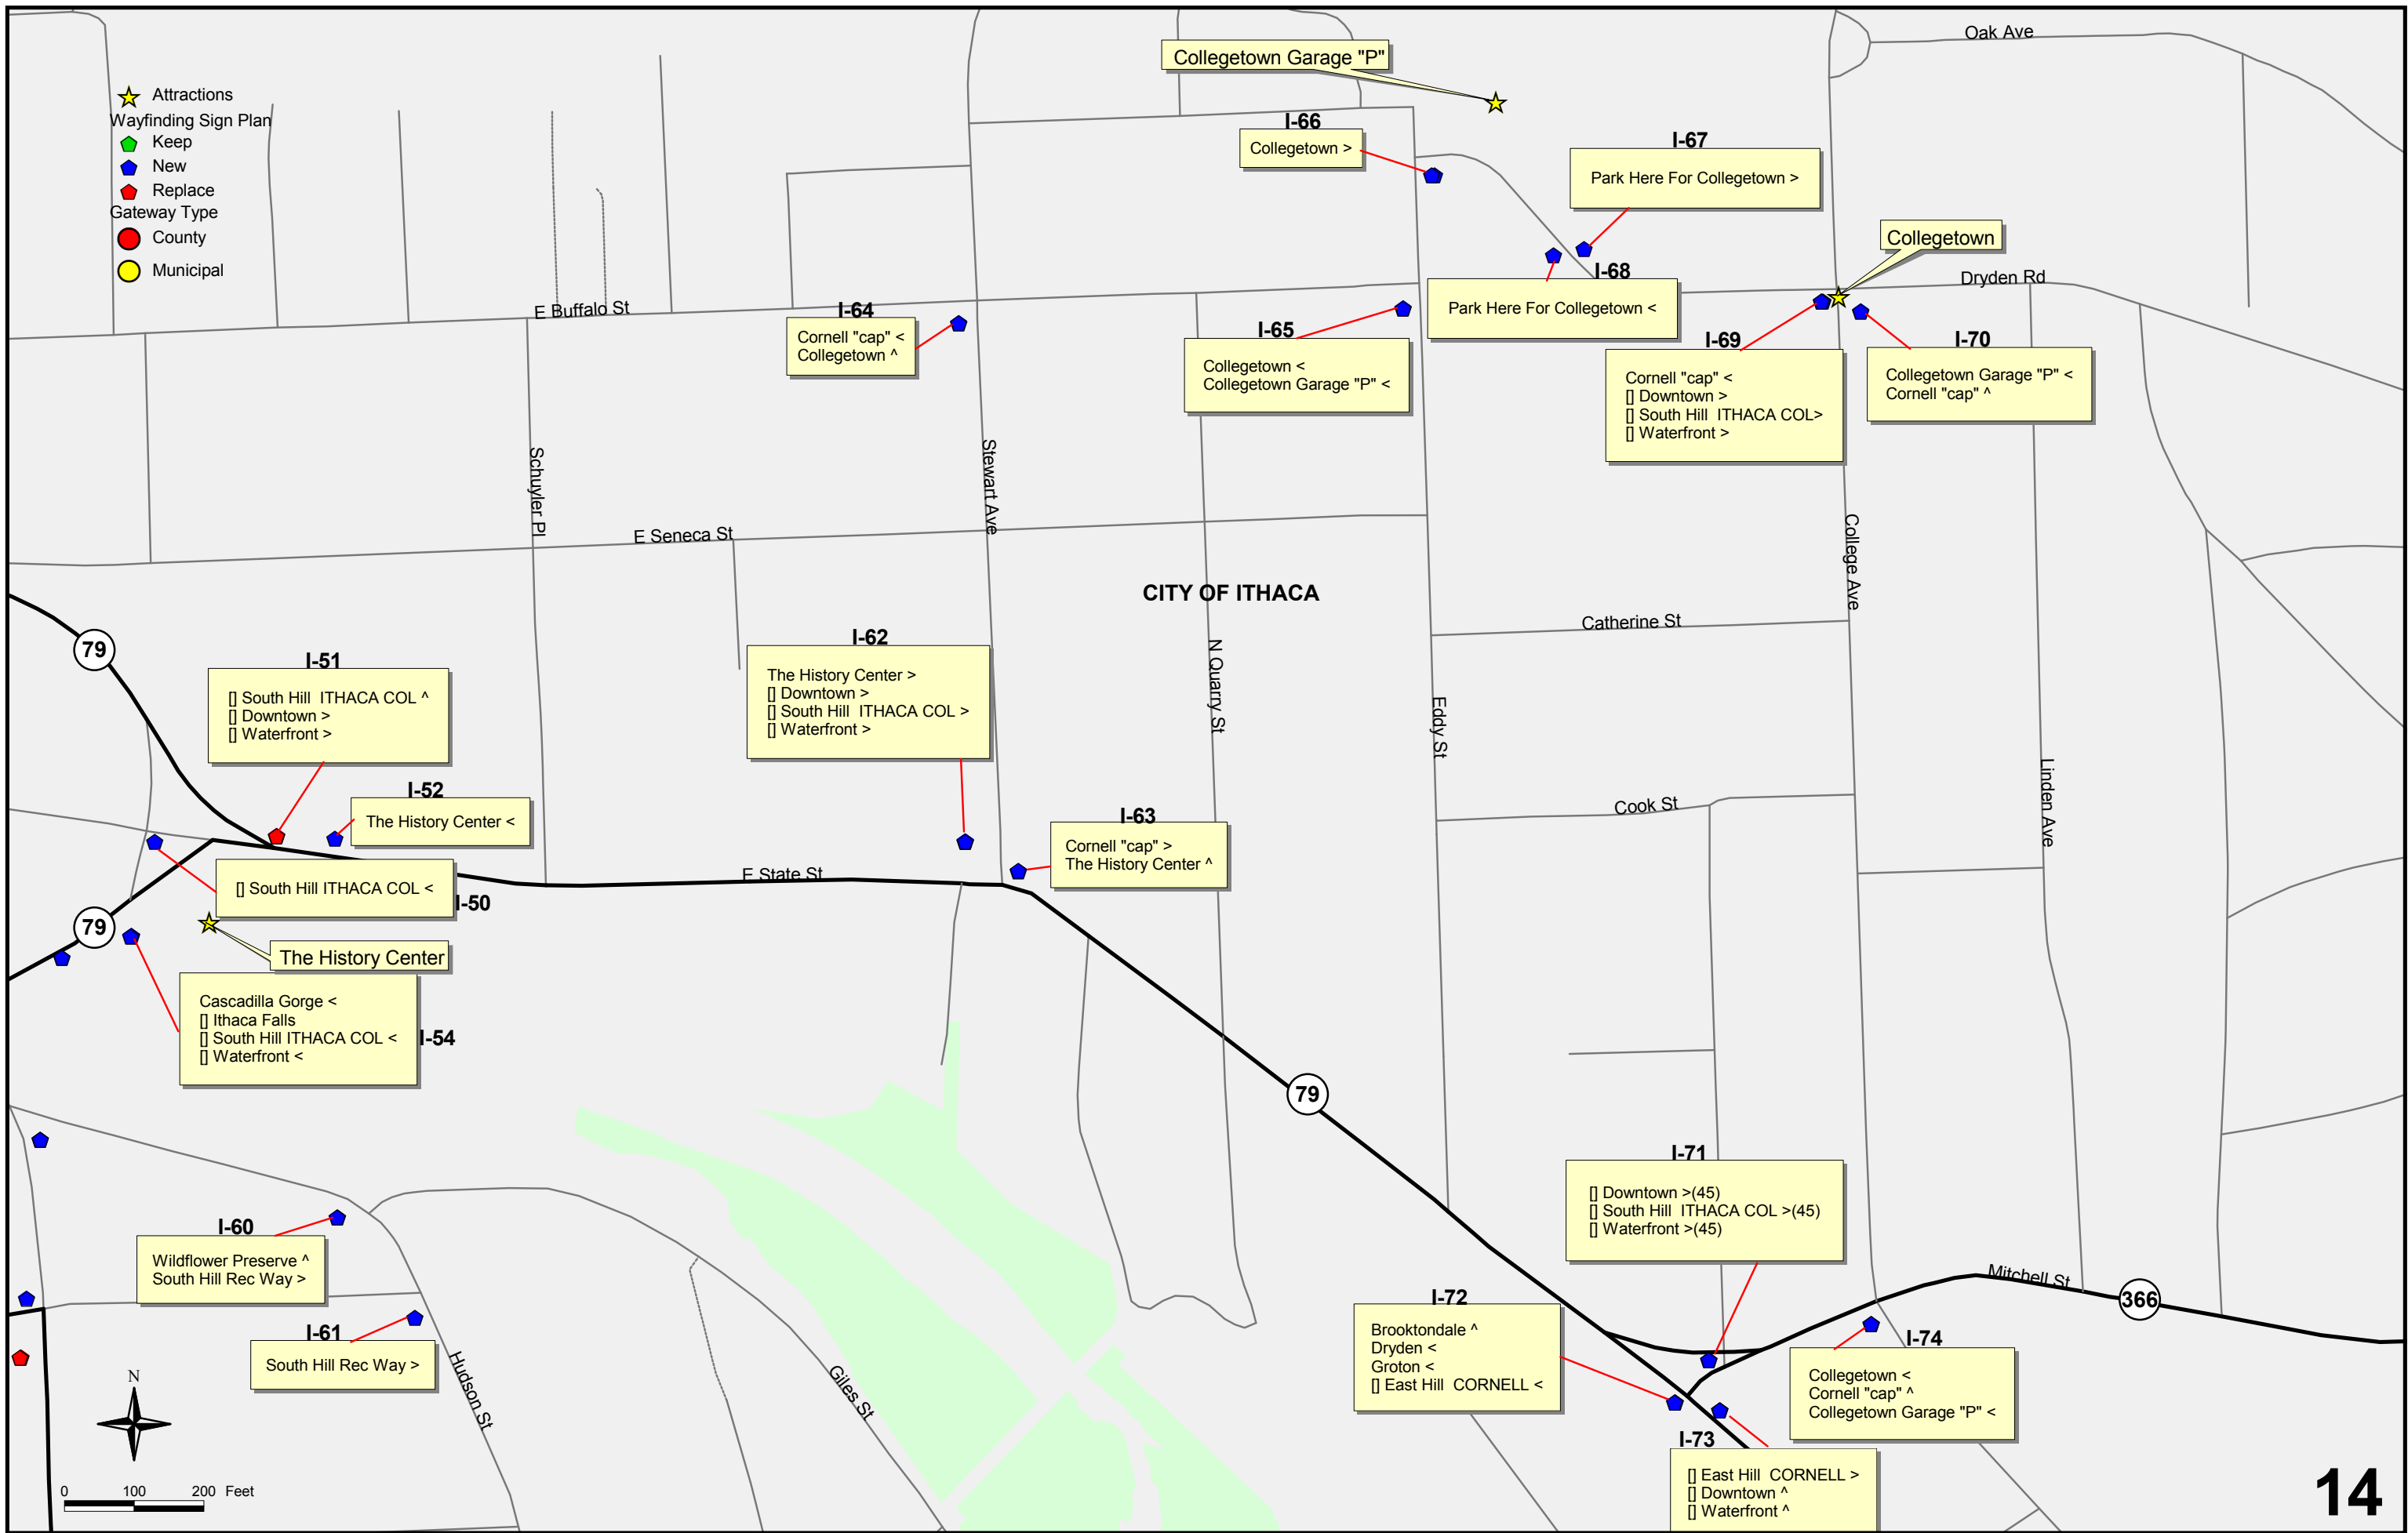 Oak Ave
Collegetown Garage "P"
Attractions
Wayfinding Sign Plan
Keep
New
Replace
Gateway Type
County
Municipal
I-66
Collegetown >
I-67
Park Here For Collegetown >
Collegetown
I-68
Park Here For Collegetown <
Dryden Rd
E Buffalo St
I-64
Cornell "cap" <
Collegetown ^
I-65
Collegetown <
Collegetown Garage "P" <
I-69
Cornell "cap" <
[] Downtown >
[] South Hill  ITHACA COL>
[] Waterfront >
I-70
Collegetown Garage "P" <
Cornell "cap" ^
Schuyler Pl
Stewart Ave
E Seneca St
College Ave
CITY OF ITHACA
Catherine St
79
I-51
[] South Hill  ITHACA COL ^
[] Downtown >
[] Waterfront >
I-62
The History Center >
[] Downtown >
[] South Hill  ITHACA COL >
[] Waterfront >
N Quarry St
Eddy St
Linden Ave
I-52
The History Center <
Cook St
I-63
Cornell "cap" >
The History Center ^
E State St
[] South Hill ITHACA COL <
I-50
79
The History Center
Cascadilla Gorge <
[] Ithaca Falls
[] South Hill ITHACA COL <
[] Waterfront <
I-54
79
I-71
[] Downtown >(45)
[] South Hill  ITHACA COL >(45)
[] Waterfront >(45)
I-60
Wildflower Preserve ^
South Hill Rec Way >
Mitchell St
366
I-72
Brooktondale ^
Dryden <
Groton <
[] East Hill  CORNELL <
I-61
South Hill Rec Way >
Hudson St
Giles St
I-74
Collegetown <
Cornell "cap" ^
Collegetown Garage "P" <
I-73
[] East Hill  CORNELL >
[] Downtown ^
[] Waterfront ^
N
0 100 200 Feet
14